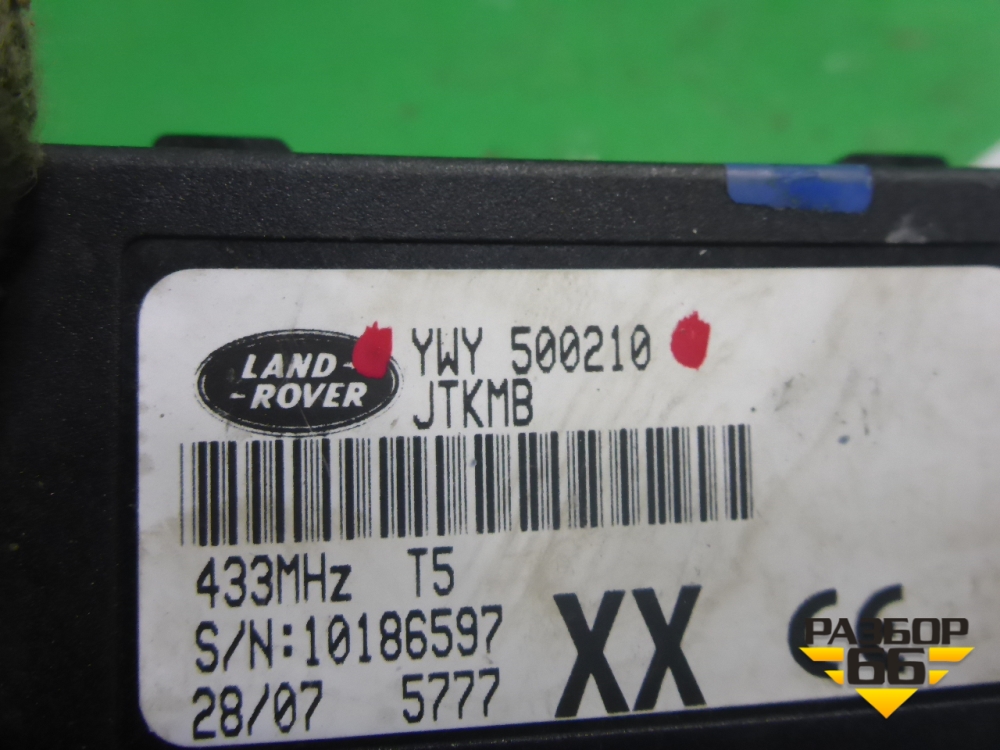 LAND-
-ROVER
YWY 500210
JTKMB
433MHz T5
S/N:10186597
28/07 5777
XX
CE
РАЗБОР
66